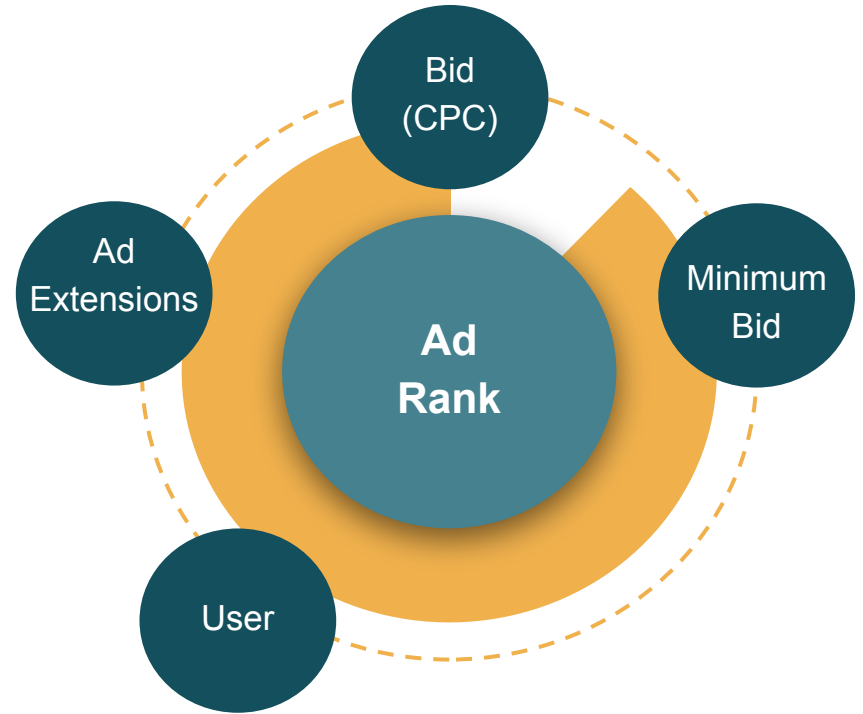 Bid
(CPC)
Ad
Extensions
Minimum
Bid
Ad
Rank
User